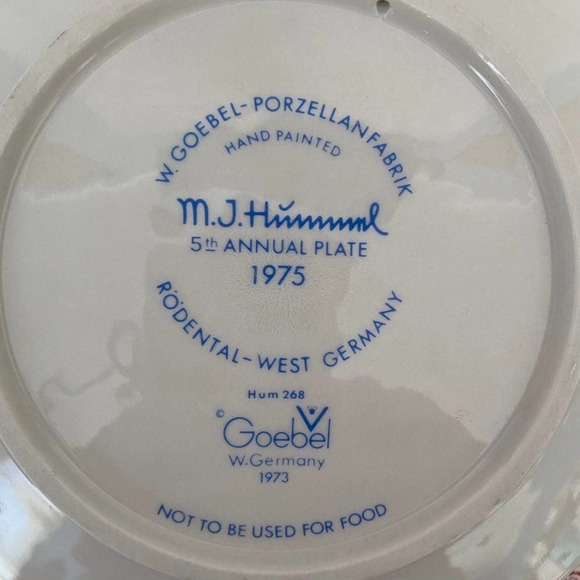 W. GOEBEL-PORZELLANFABRIK
HAND PAINTED
M.J.Hummel
5th ANNUAL PLATE
1975
RÖDENTAL-WEST GERMANY
Hum 268
© Goebel
W.Germany
1973
NOT TO BE USED FOR FOOD